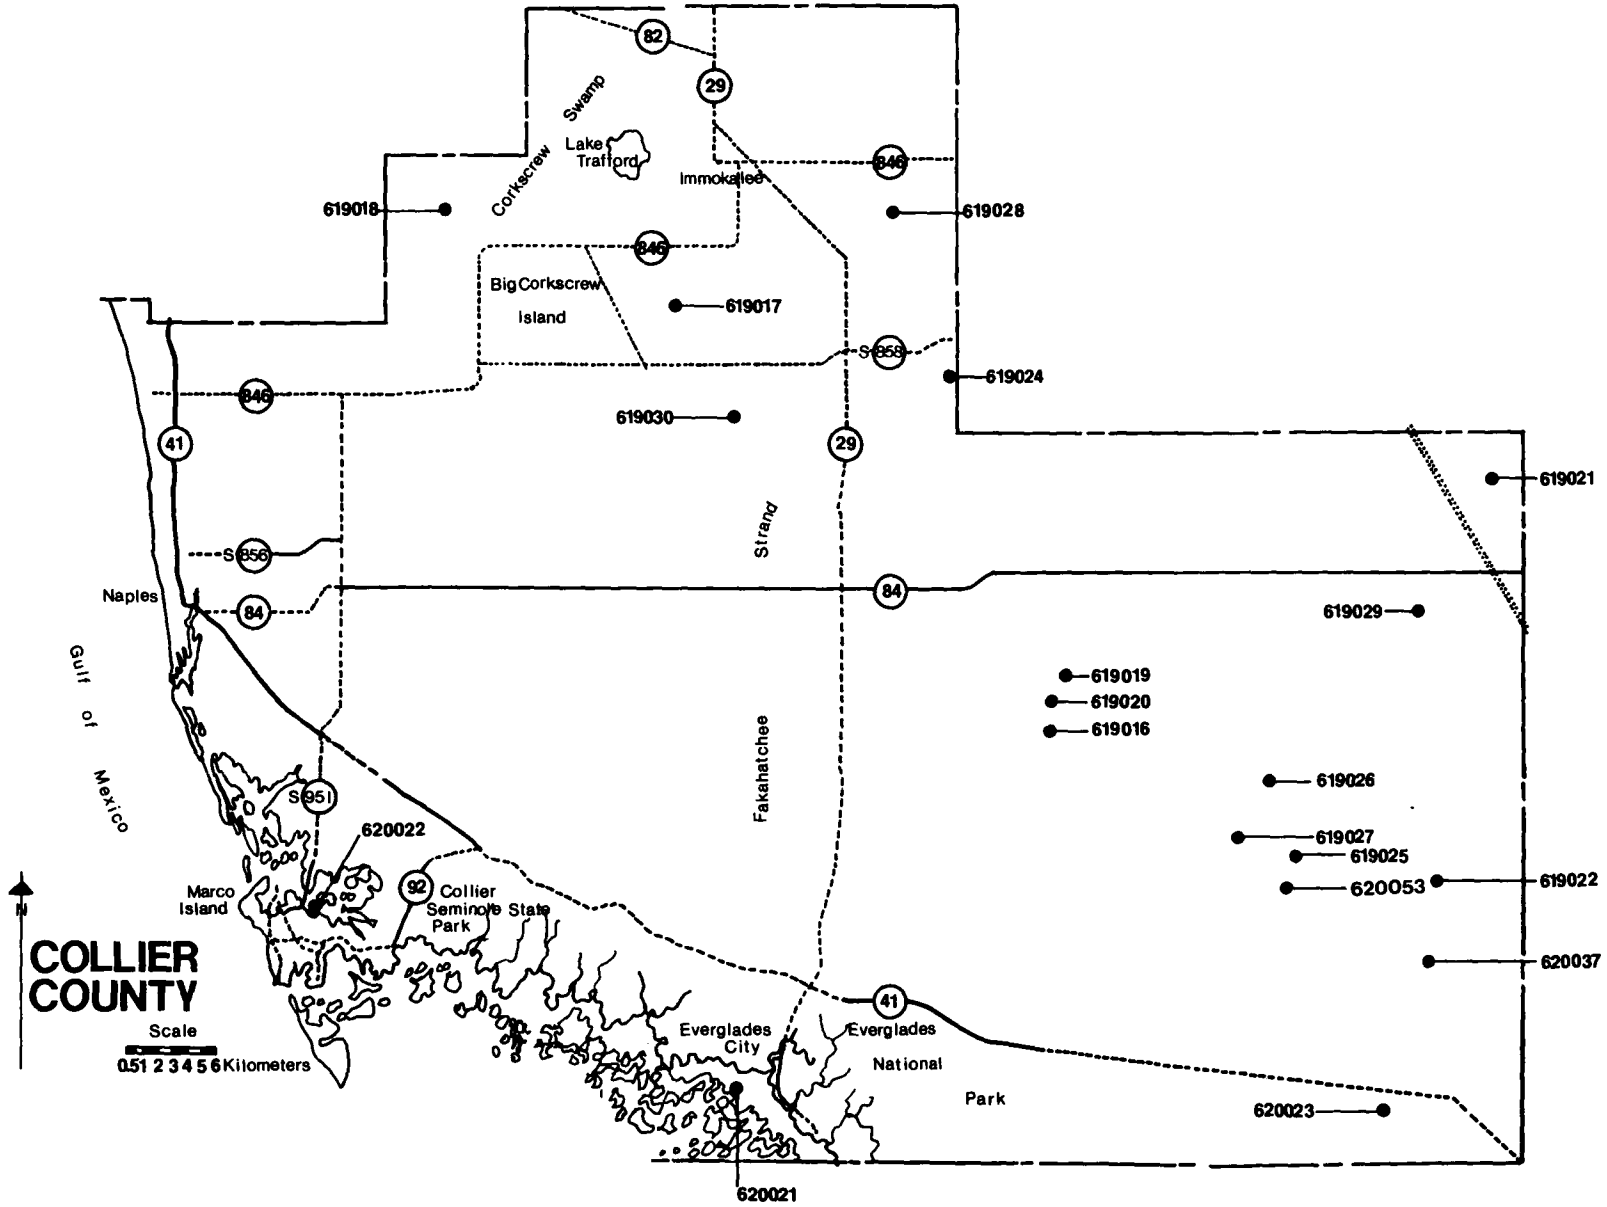 82
29
Corkscrew Swamp
Lake
Trafford
Immokallee
846
619018
619028
846
Big Corkscrew
Island
619017
S 858
619024
846
619030
41
29
619021
Strand
S 856
84
Naples
84
619029
Gulf of Mexico
619019
619020
619016
Fakahatchee
619026
S 951
620022
619027
619025
92
Marco
Island
Collier
Seminole State
Park
620053
619022
N
COLLIER
COUNTY
620037
Scale
0.51 2 3 4 5 6 Kilometers
41
Everglades
City
Everglades
National
Park
620023
620021